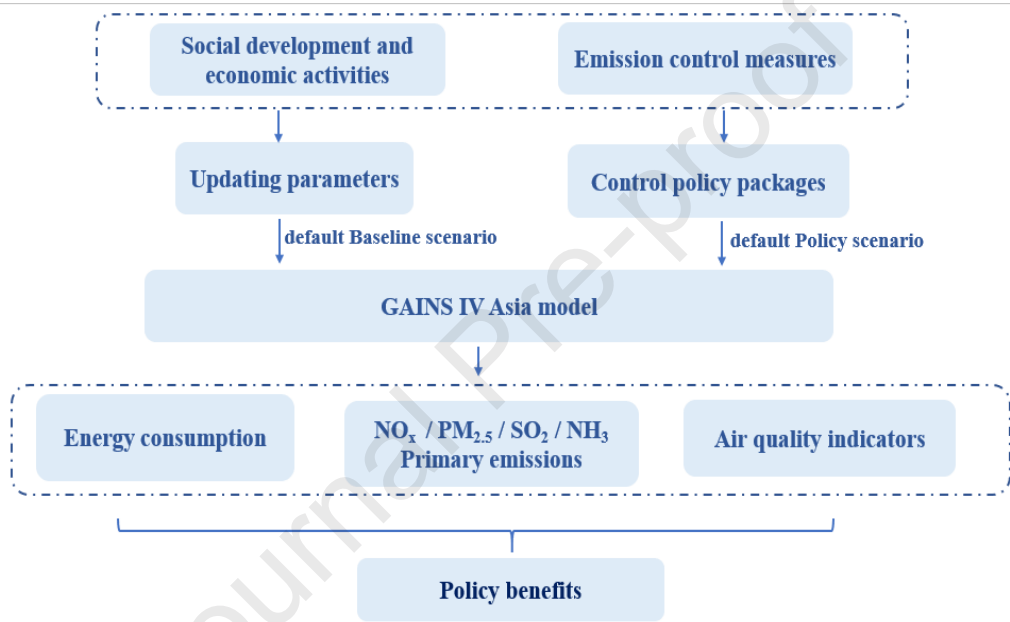 Social development and
economic activities
Emission control measures
Updating parameters
Control policy packages
default Baseline scenario
default Policy scenario
GAINS IV Asia model
Energy consumption
NOₓ / PM₂.₅ / SO₂ / NH₃
Primary emissions
Air quality indicators
Policy benefits
Journal Pre-proof